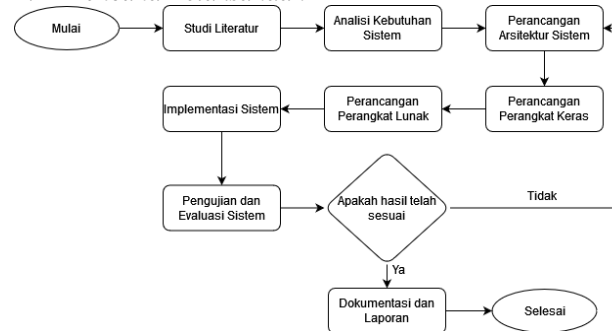 Mulai
Studi Literatur
Analisi Kebutuhan
Sistem
Perancangan
Arsitektur Sistem
Implementasi Sistem
Perancangan
Perangkat Lunak
Perancangan
Perangkat Keras
Pengujian dan
Evaluasi Sistem
Apakah hasil telah
sesuai
Tidak
Ya
Dokumentasi dan
Laporan
Selesai